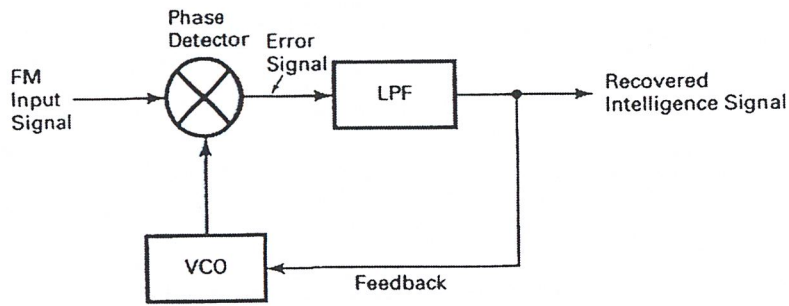 Phase
Detector
Error
Signal
FM
Input
Signal
LPF
Recovered
Intelligence Signal
VCO
Feedback